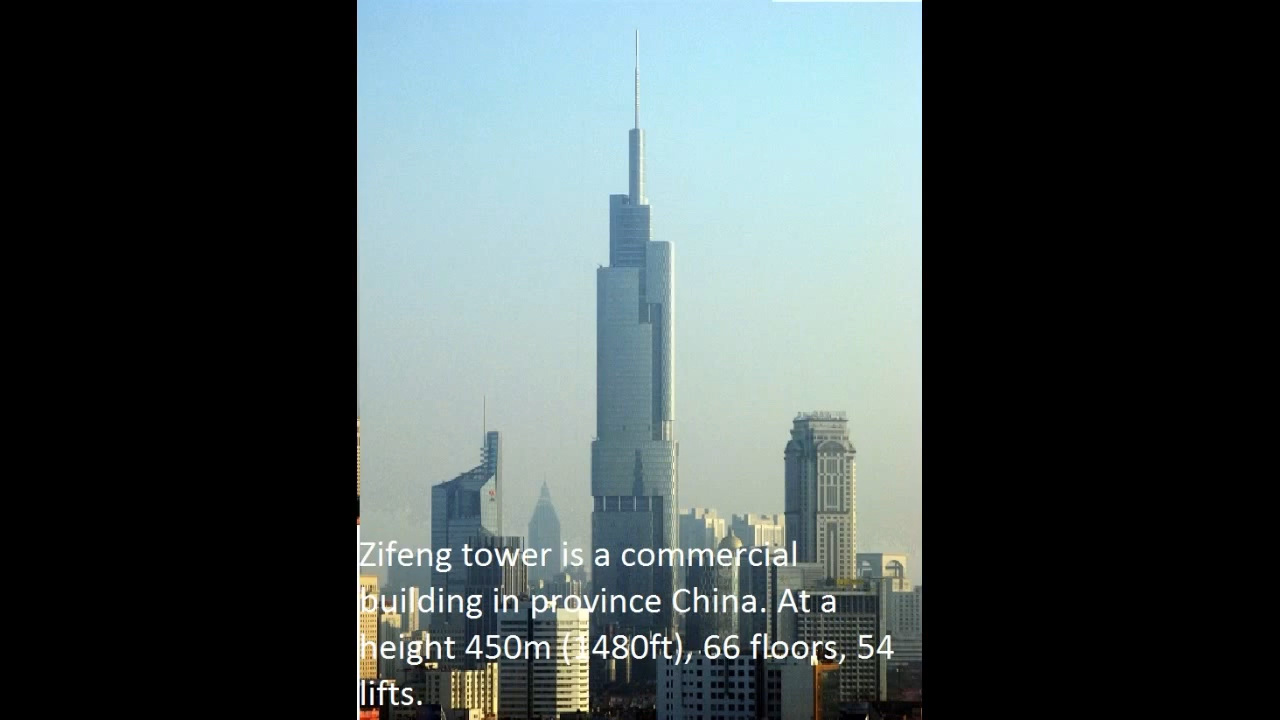 Zifeng tower is a commercial
building in province China. At a
height 450m (1480ft), 66 floors, 54
lifts.